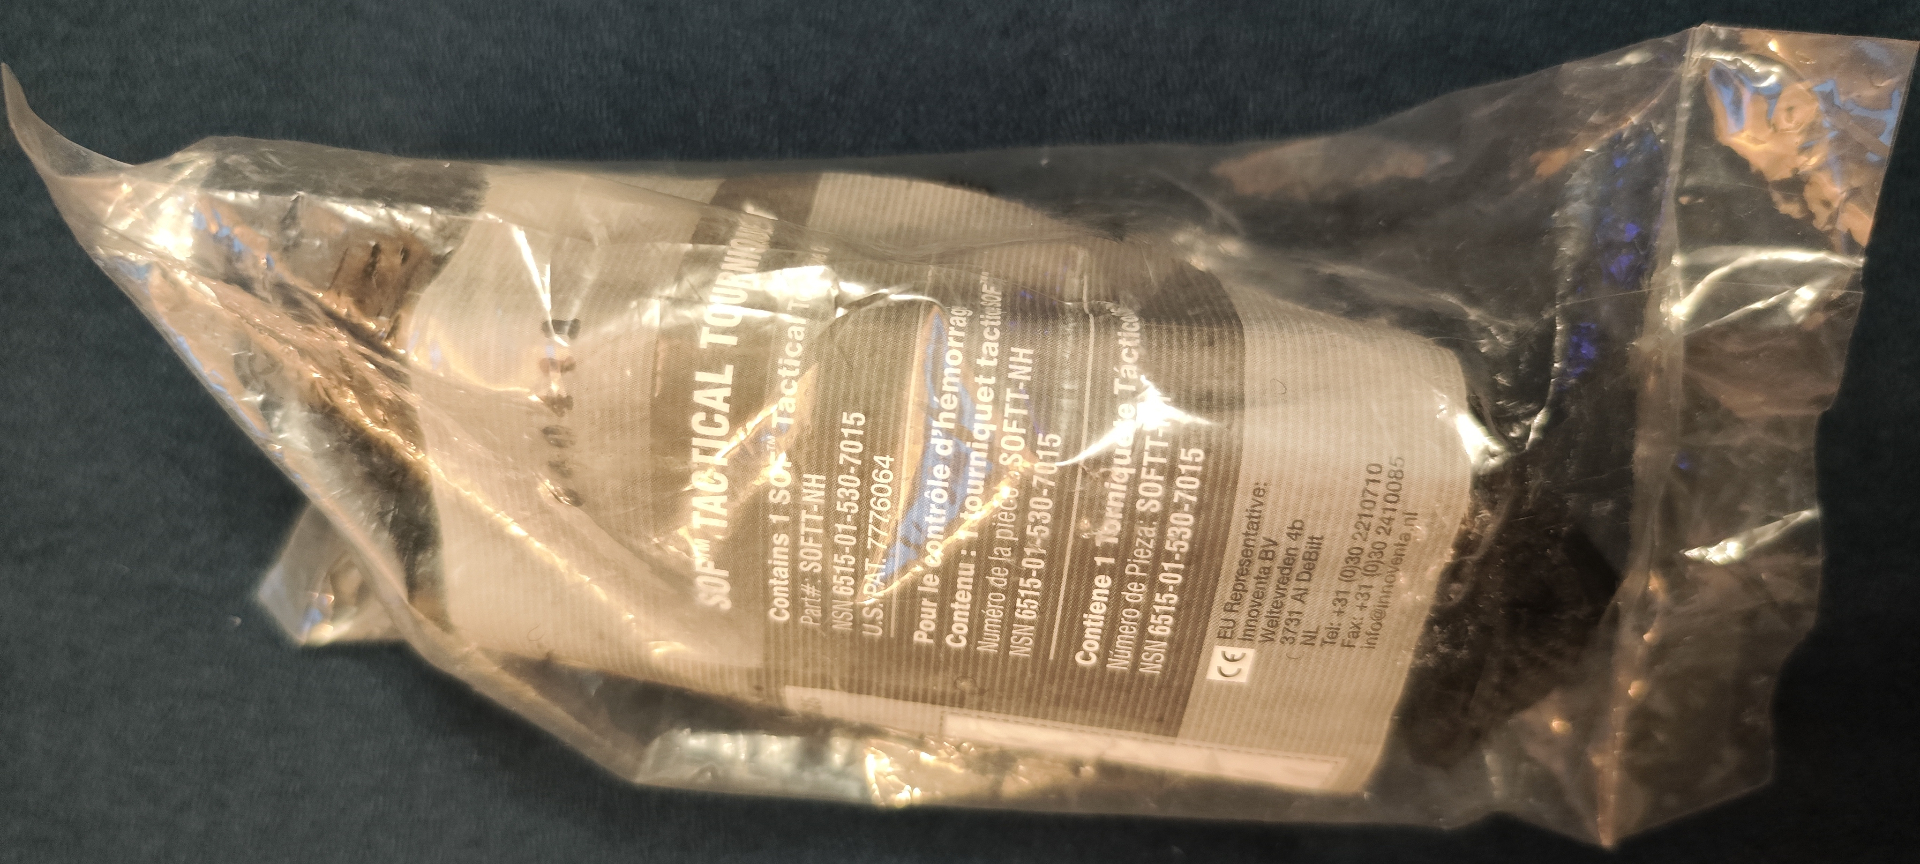 SOF™ TACTICAL TOURNIQUET
Contains 1 SOF™ Tactical
Part#: SOFTT-NH
NSN 6515-01-530-7015
U.S. PAT. 7776064
Pour le contrôle d'hémorrag
Contenu : 1 tourniquet tactic SOF™
Numéro de la pièce : SOFTT-NH
NSN 6515-01-530-7015
Contiene 1 Torniquete Táctico
Número de Pieza: SOFTT-
NSN 6515-01-530-7015
CE
EU Representative:
Innoventa BV
Weltevreden 4b
3731 Al DeBilt
NL
Tel: +31 (0)30 2210710
Fax: +31 (0)30 2410085
info@innoventa.nl